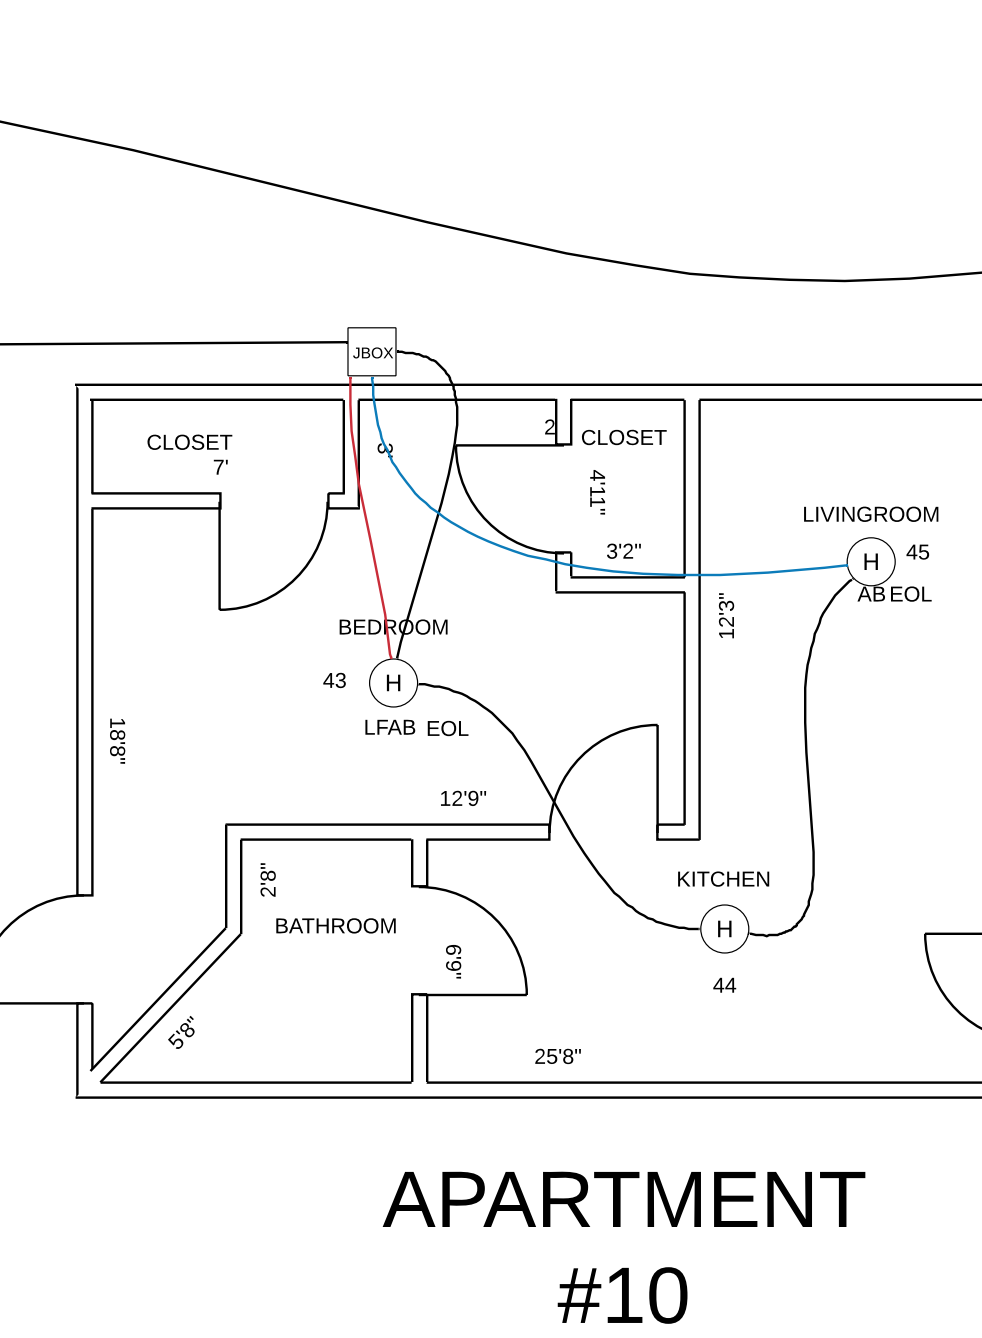 JBOX
2
3'
CLOSET
7'
CLOSET
4'11"
3'2"
LIVINGROOM
H
45
AB EOL
12'3"
BEDROOM
43
H
LFAB EOL
18'8"
12'9"
2'8"
BATHROOM
6'9"
KITCHEN
H
44
5'8"
25'8"
APARTMENT
#10